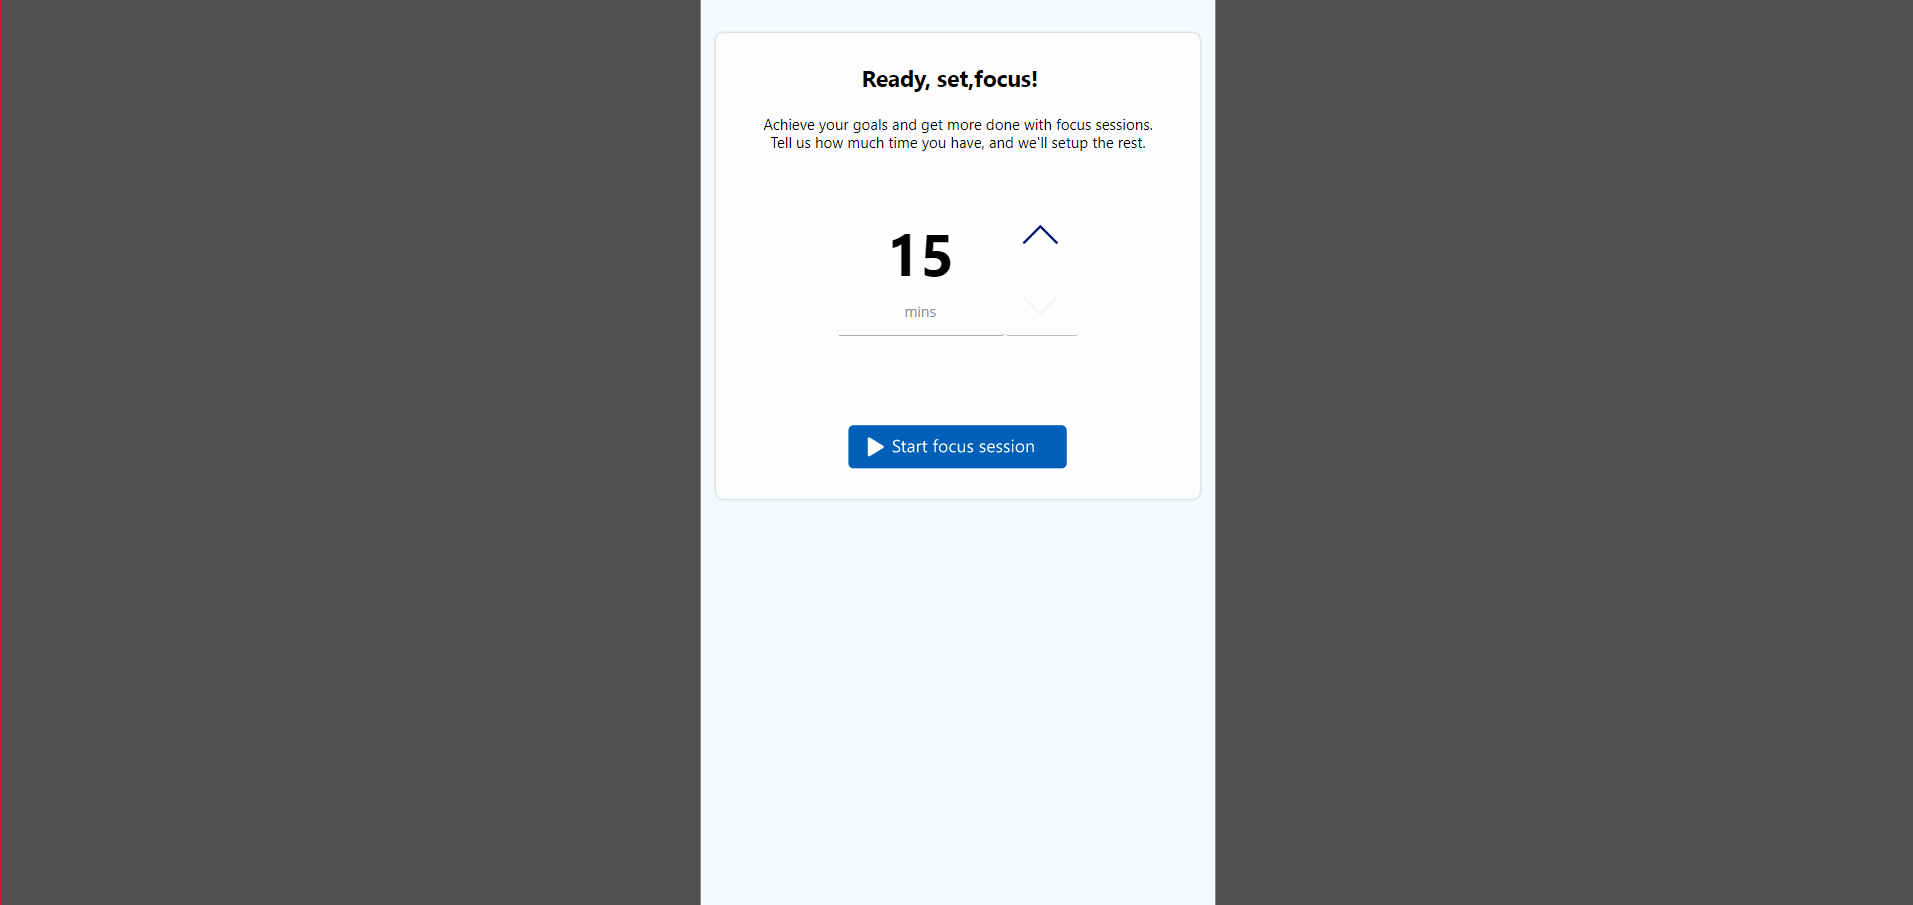 Ready, set,focus!
Achieve your goals and get more done with focus sessions.
Tell us how much time you have, and we'll setup the rest.
15
mins
Start focus session